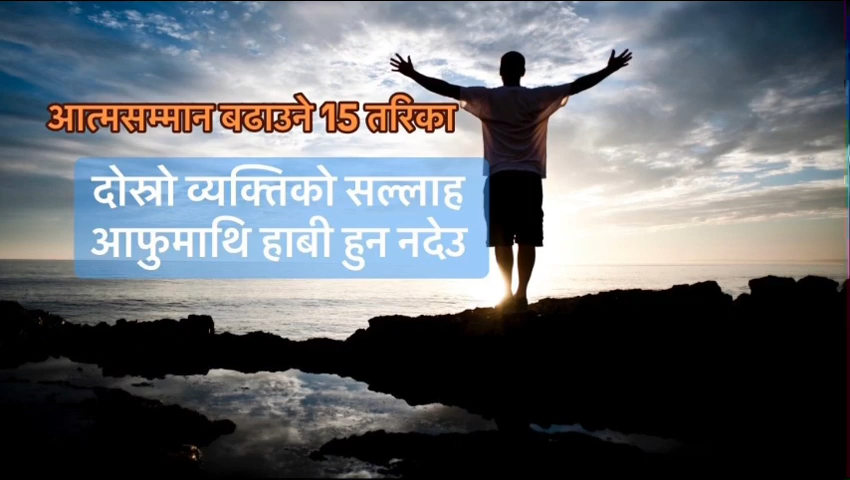 आत्मसम्मान बढाउने 15 तरिका
दोस्रो व्यक्तिको सल्लाह
आफुमाथि हाबी हुन नदेउ